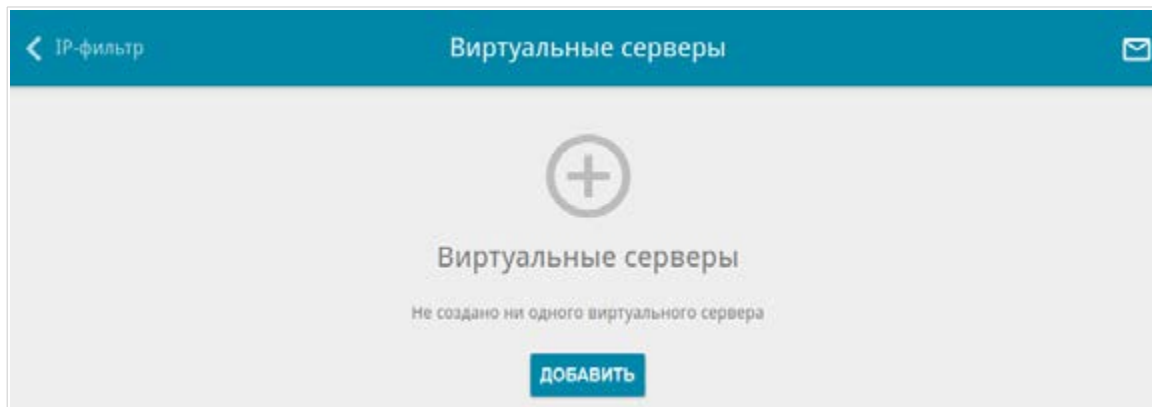 IP-фильтр
Виртуальные серверы
Виртуальные серверы
Не создано ни одного виртуального сервера
ДОБАВИТЬ